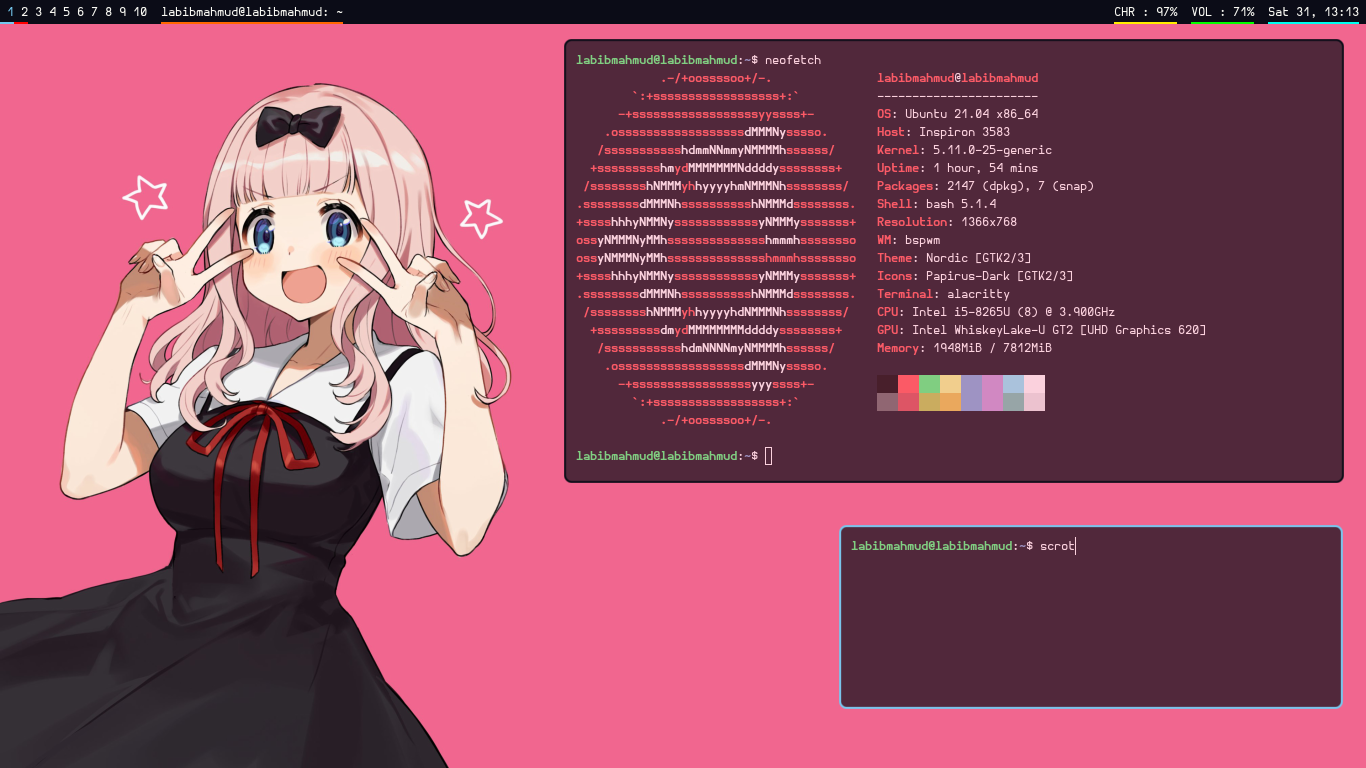 1 2 3 4 5 6 7 8 9 10 labibmahmud@labibmahmud: ~ CHR : 97% VOL : 71% Sat 31, 13:13
labibmahmud@labibmahmud:~$ neofetch
.-/+oossssoo+/-. labibmahmud@labibmahmud
`:+ssssssssssssssssss+:` -----------------------
-+ssssssssssssssssssyyssss+- OS: Ubuntu 21.04 x86_64
.ossssssssssssssssssdMMMNysssso. Host: Inspiron 3583
/ssssssssssshdmmNNmmyNMMMMhssssss/ Kernel: 5.11.0-25-generic
+ssssssssshmydMMMMMMMNddddyssssssss+ Uptime: 1 hour, 54 mins
/sssssssshNMMMyhhyyyyhmNMMMNhssssssss/ Packages: 2147 (dpkg), 7 (snap)
.ssssssssdMMMNhsssssssssshNMMMdssssssss. Shell: bash 5.1.4
+sssshhhyNMMNyssssssssssssyNMMMysssssss+ Resolution: 1366x768
ossyNMMMNyMMhsssssssssssssshmmmhssssssso WM: bspwm
ossyNMMMNyMMhsssssssssssssshmmmhssssssso Theme: Nordic [GTK2/3]
+sssshhhyNMMNyssssssssssssyNMMMysssssss+ Icons: Papirus-Dark [GTK2/3]
.ssssssssdMMMNhsssssssssshNMMMdssssssss. Terminal: alacritty
/sssssssshNMMMyhhyyyyhdNMMMNhssssssss/ CPU: Intel i5-8265U (8) @ 3.900GHz
+sssssssssdmydMMMMMMMMddddyssssssss+ GPU: Intel WhiskeyLake-U GT2 [UHD Graphics 620]
/ssssssssssshdmNNNNmyNMMMMhssssss/ Memory: 1948MiB / 7812MiB
.ossssssssssssssssssdMMMNysssso.
-+sssssssssssssssssyyyssss+-
`:+ssssssssssssssssss+:`
.-/+oossssoo+/-.
labibmahmud@labibmahmud:~$
labibmahmud@labibmahmud:~$ scrot